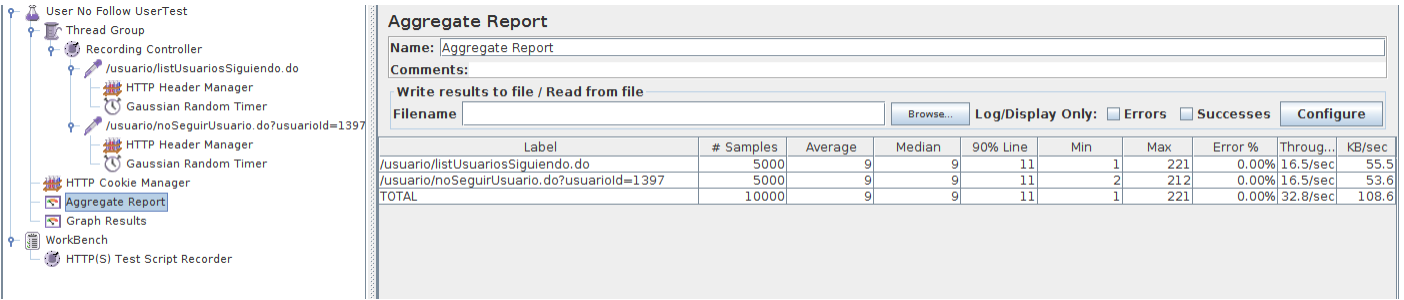 User No Follow UserTest
Thread Group
Recording Controller
/usuario/listUsuariosSiguiendo.do
HTTP Header Manager
Gaussian Random Timer
/usuario/noSeguirUsuario.do?usuarioId=1397
HTTP Header Manager
Gaussian Random Timer
HTTP Cookie Manager
Aggregate Report
Graph Results
WorkBench
HTTP(S) Test Script Recorder
Aggregate Report
Name: Aggregate Report
Comments:
Write results to file / Read from file
Filename Browse... Log/Display Only: Errors Successes Configure
Label # Samples Average Median 90% Line Min Max Error % Throug... KB/sec
/usuario/listUsuariosSiguiendo.do 5000 9 9 11 1 221 0.00% 16.5/sec 55.5
/usuario/noSeguirUsuario.do?usuarioId=1397 5000 9 9 11 2 212 0.00% 16.5/sec 53.6
TOTAL 10000 9 9 11 1 221 0.00% 32.8/sec 108.6